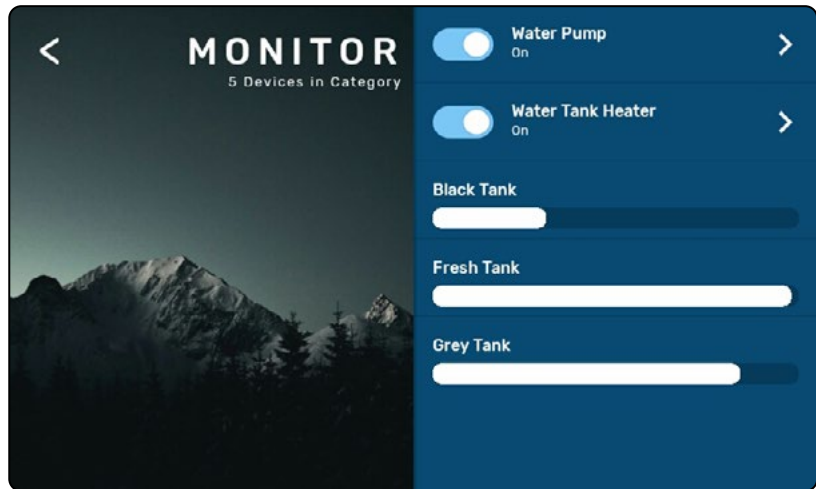 MONITOR
5 Devices in Category
Water Pump
On
Water Tank Heater
On
Black Tank
Fresh Tank
Grey Tank